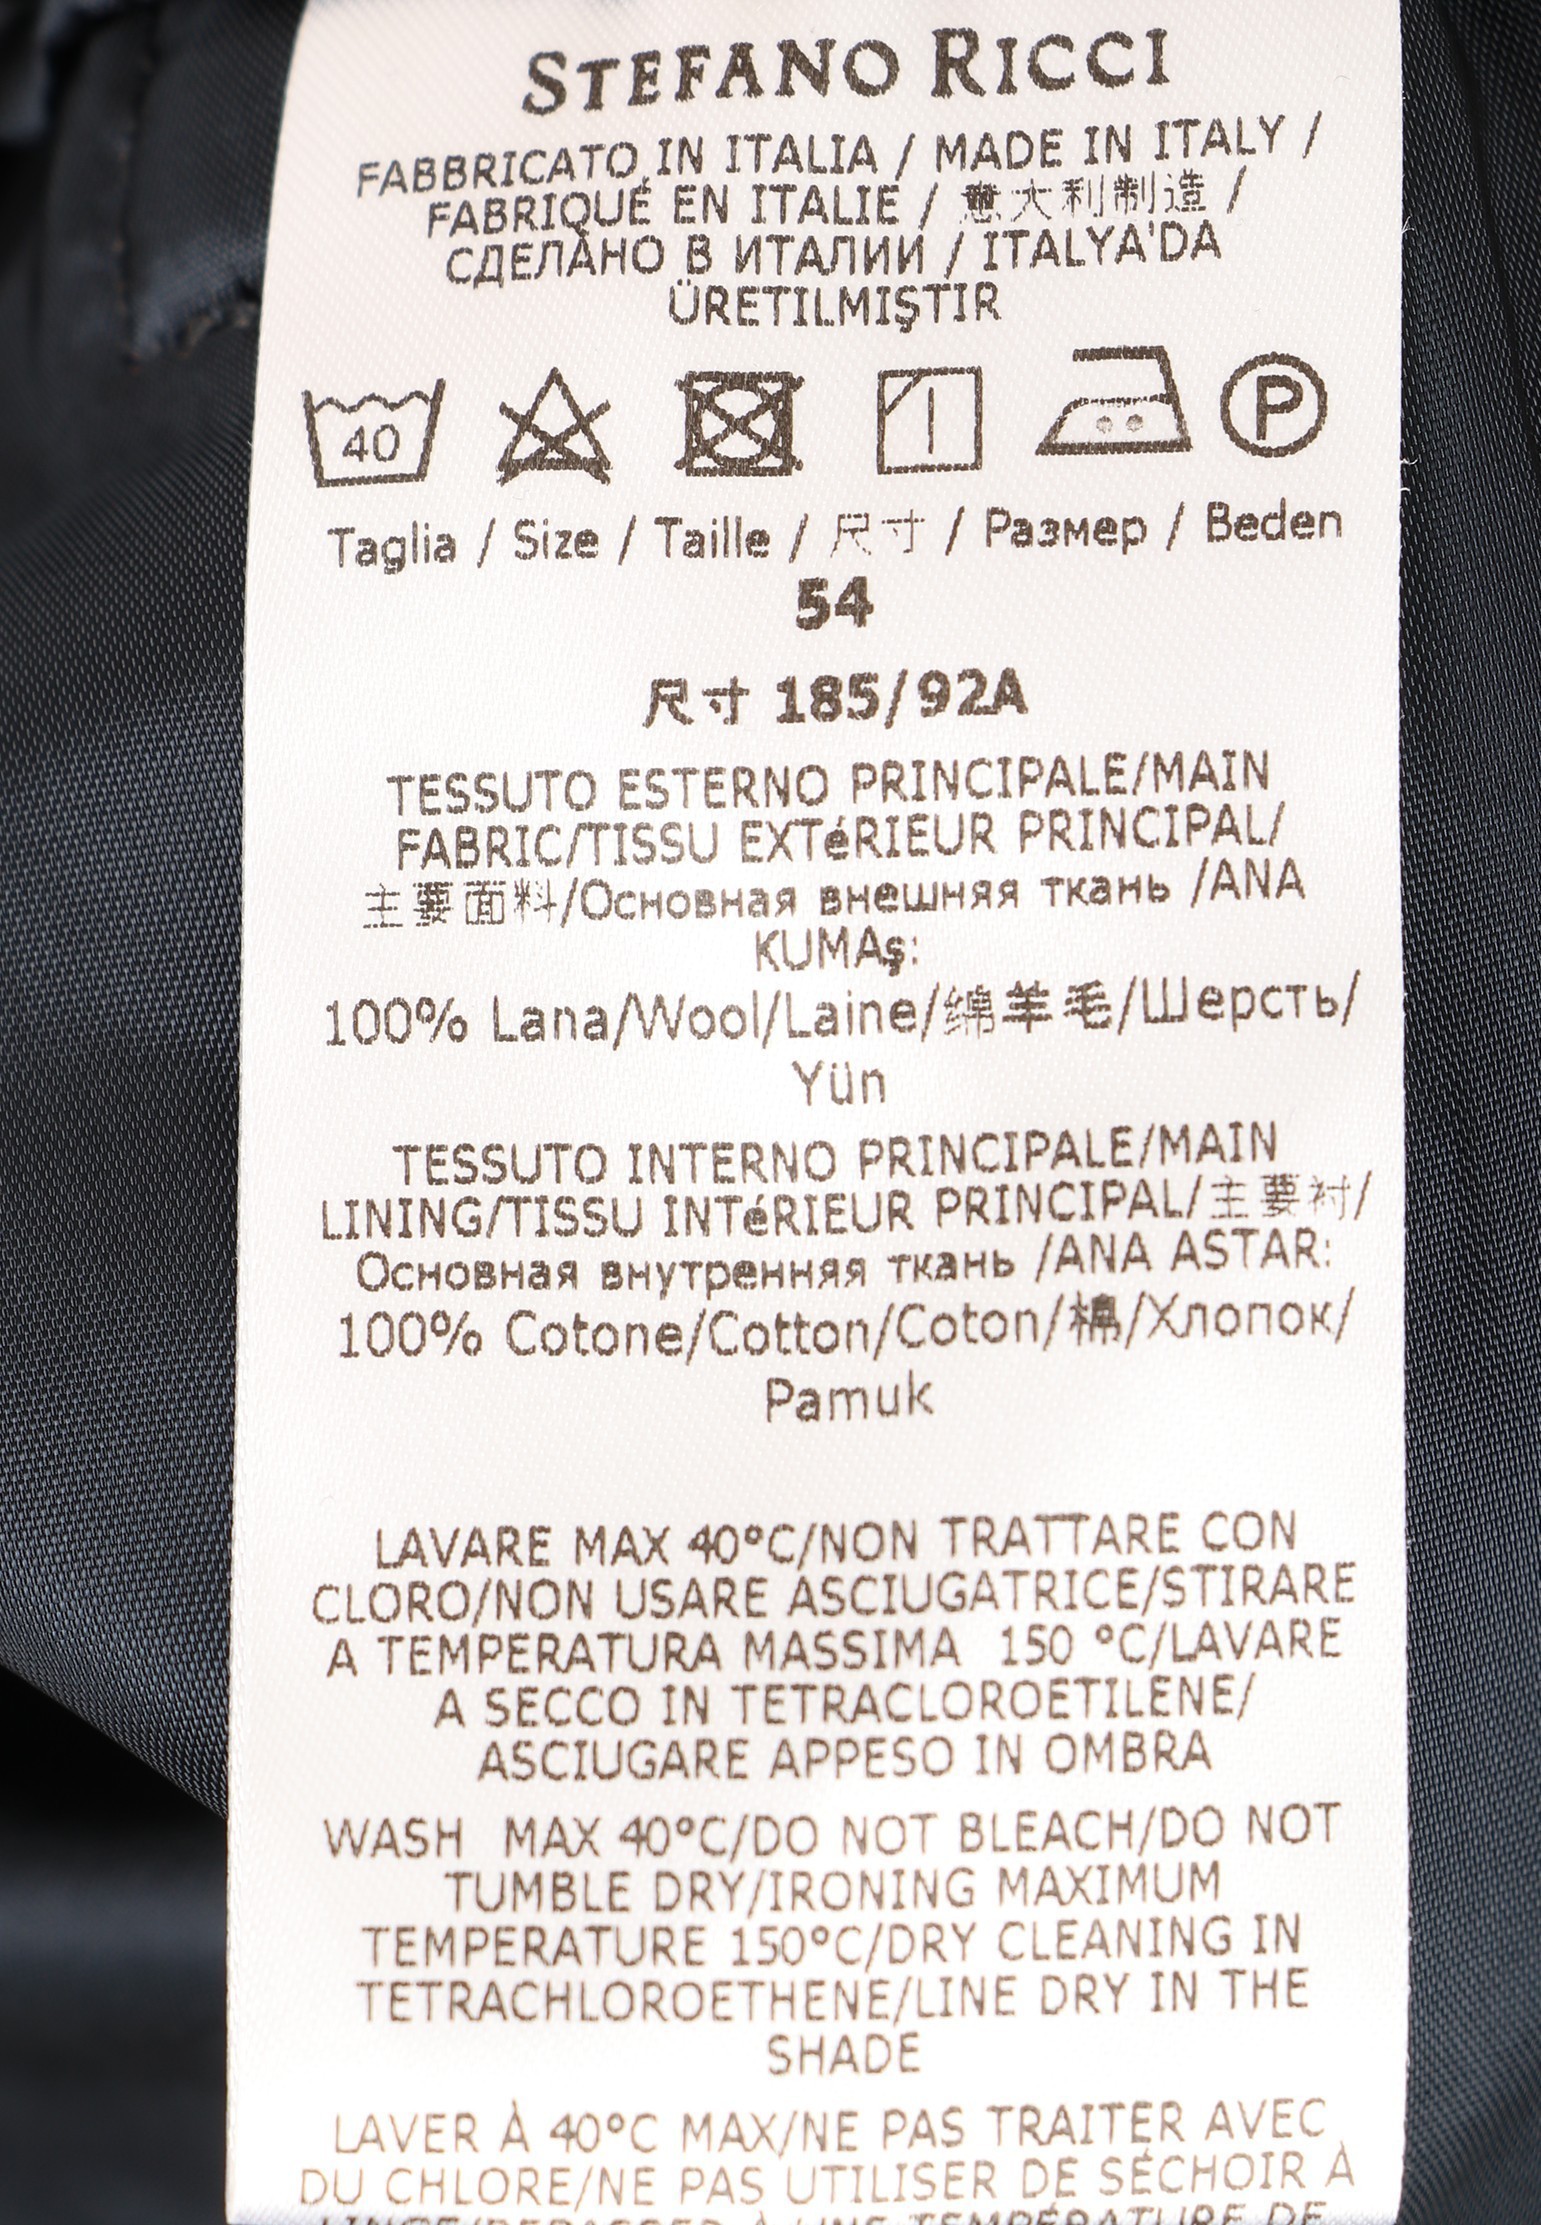 STEFANO RICCI
FABBRICATO IN ITALIA / MADE IN ITALY /
FABRIQUÉ EN ITALIE / 意大利制造 /
СДЕЛАНО В ИТАЛИИ / ITALYA'DA
ÜRETILMIŞTIR
40
P
Taglia / Size / Taille / 尺寸 / Размер / Beden
54
尺寸 185/92A
TESSUTO ESTERNO PRINCIPALE/MAIN
FABRIC/TISSU EXTéRIEUR PRINCIPAL/
主要面料/Основная внешняя ткань /ANA
KUMAş:
100% Lana/Wool/Laine/绵羊毛/Шерсть/
Yün
TESSUTO INTERNO PRINCIPALE/MAIN
LINING/TISSU INTéRIEUR PRINCIPAL/主要衬/
Основная внутренняя ткань /ANA ASTAR:
100% Cotone/Cotton/Coton/棉/Хлопок/
Pamuk
LAVARE MAX 40°C/NON TRATTARE CON
CLORO/NON USARE ASCIUGATRICE/STIRARE
A TEMPERATURA MASSIMA 150 °C/LAVARE
A SECCO IN TETRACLOROETILENE/
ASCIUGARE APPESO IN OMBRA
WASH MAX 40°C/DO NOT BLEACH/DO NOT
TUMBLE DRY/IRONING MAXIMUM
TEMPERATURE 150°C/DRY CLEANING IN
TETRACHLOROETHENE/LINE DRY IN THE
SHADE
LAVER À 40°C MAX/NE PAS TRAITER AVEC
DU CHLORE/NE PAS UTILISER DE SÉCHOIR À
LINGE/REPASSER À UNE TEMPÉRATURE DE